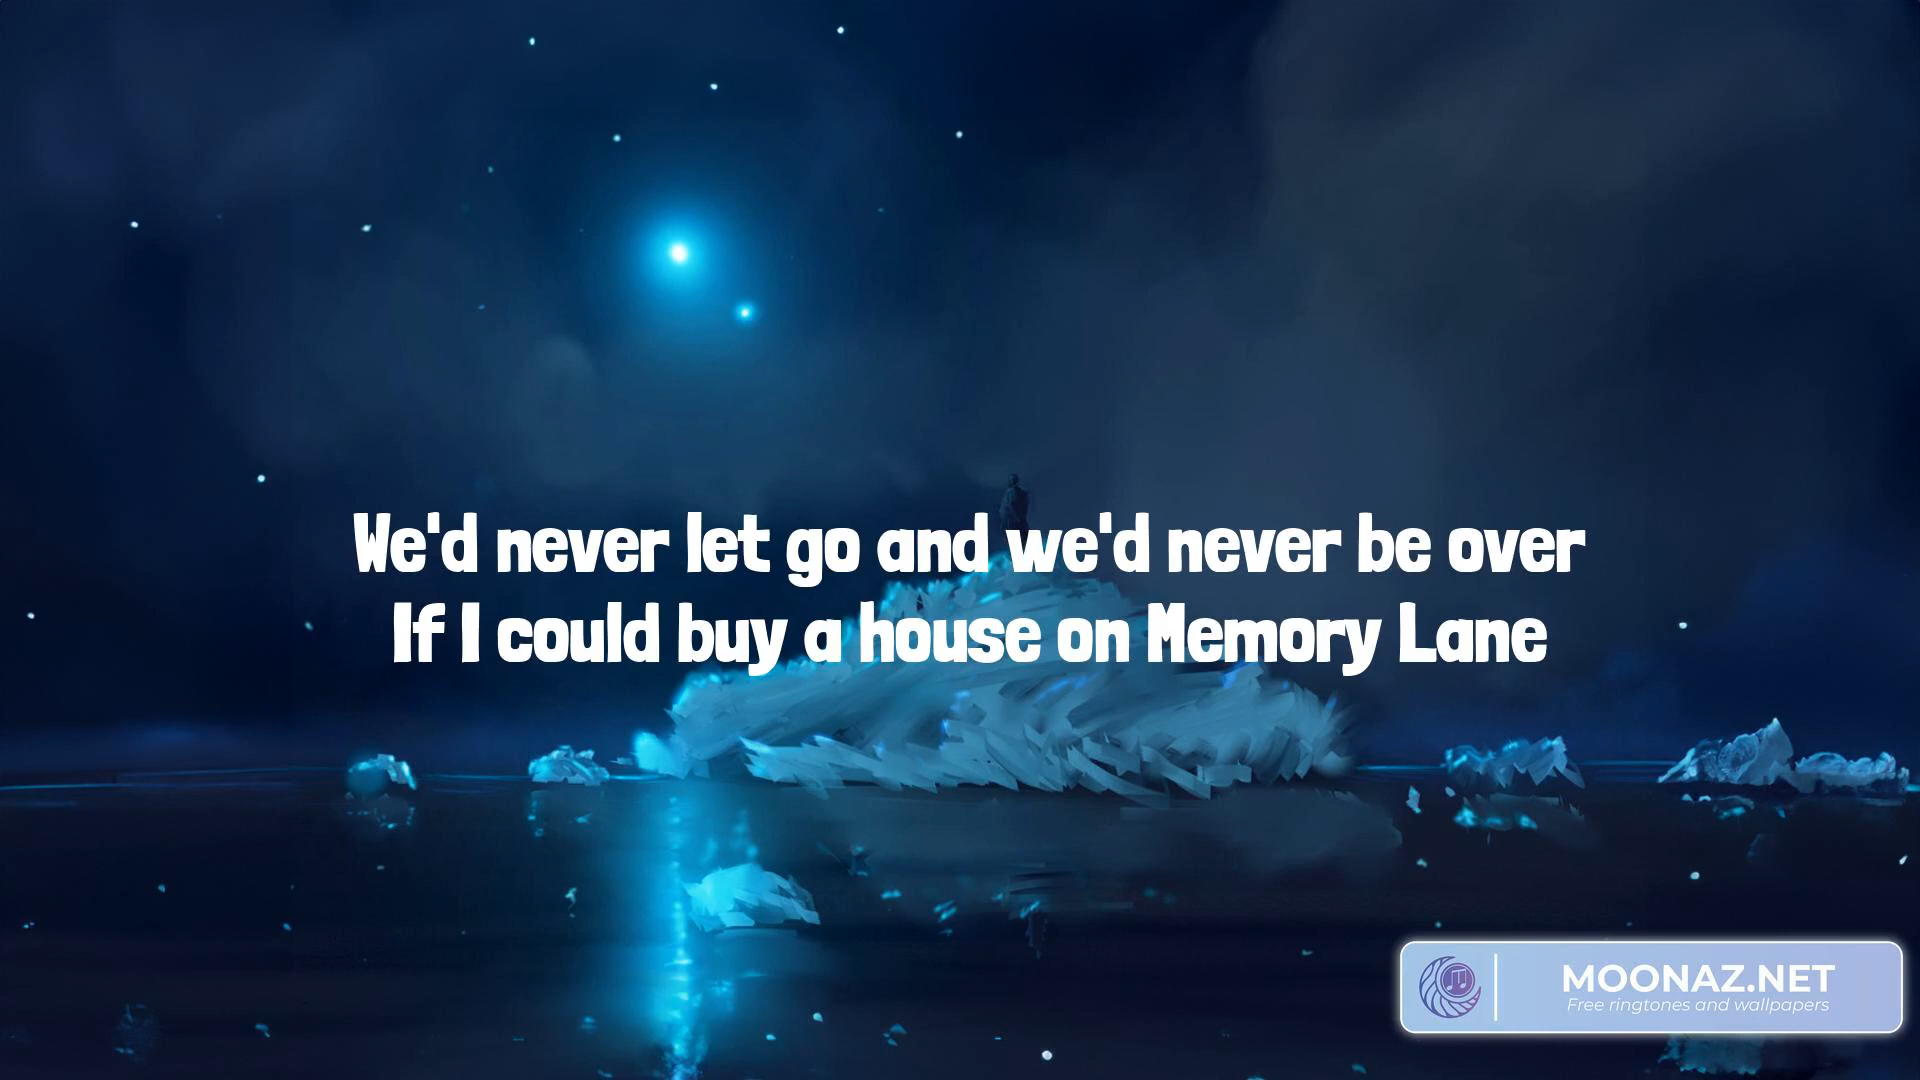 We'd never let go and we'd never be over
If I could buy a house on Memory Lane
MOONAZ.NET
Free ringtones and wallpapers